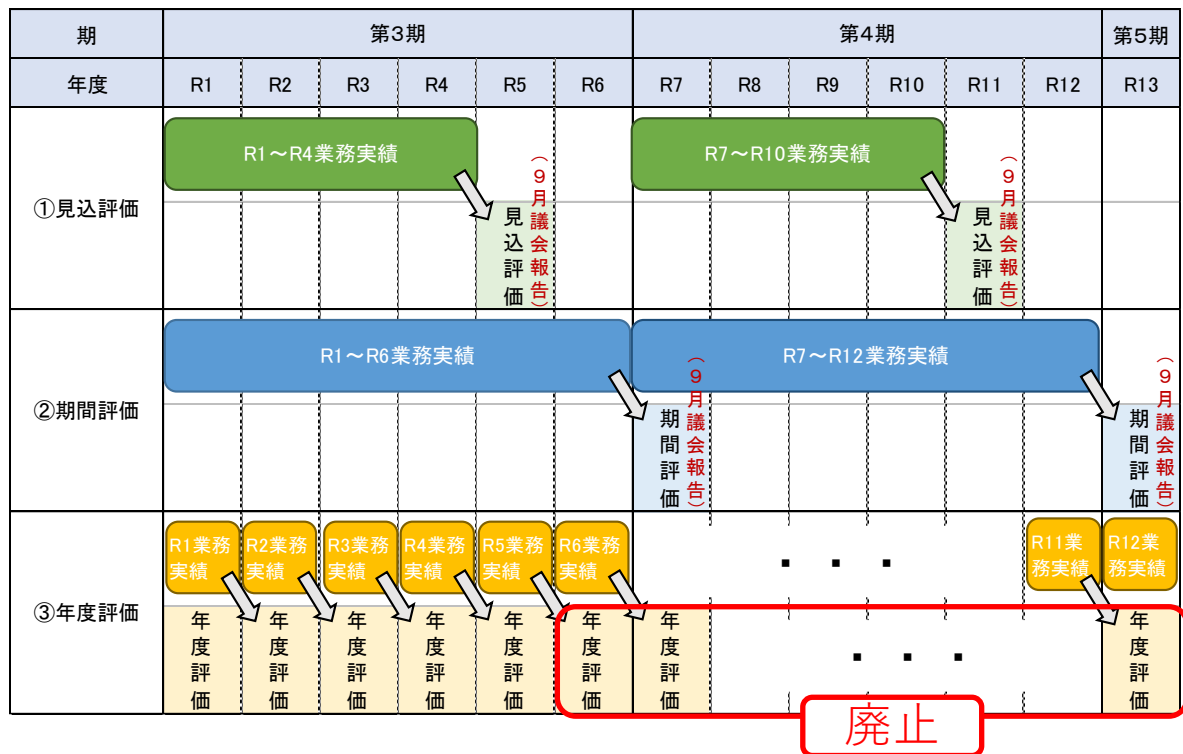 期
第3期
第4期
第5期
年度
R1
R2
R3
R4
R5
R6
R7
R8
R9
R10
R11
R12
R13
①見込評価
R1～R4業務実績
見込評価
(9月議会報告)
R7～R10業務実績
見込評価
(9月議会報告)
②期間評価
R1～R6業務実績
期間評価
(9月議会報告)
R7～R12業務実績
期間評価
(9月議会報告)
③年度評価
R1業務
実績
R2業務
実績
R3業務
実績
R4業務
実績
R5業務
実績
R6業務
実績
・・・
R11業
務実績
R12業
務実績
年度評価
年度評価
年度評価
年度評価
年度評価
年度評価
年度評価
・・・
年度評価
廃止